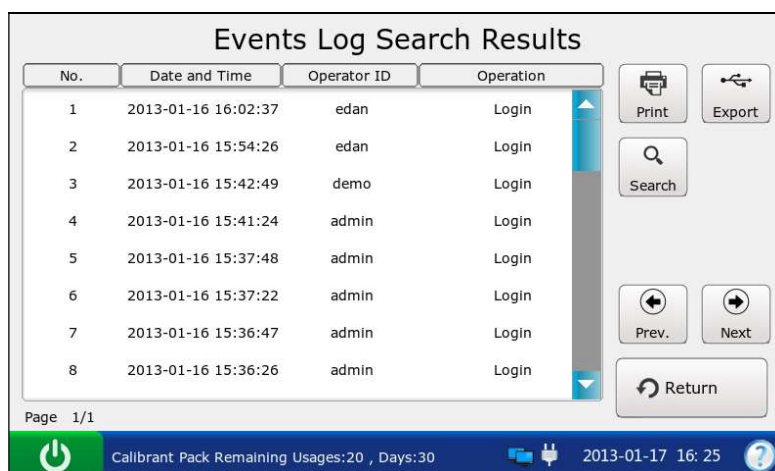 Events Log Search Results
No. Date and Time Operator ID Operation
1 2013-01-16 16:02:37 edan Login
2 2013-01-16 15:54:26 edan Login
3 2013-01-16 15:42:49 demo Login
4 2013-01-16 15:41:24 admin Login
5 2013-01-16 15:37:48 admin Login
6 2013-01-16 15:37:22 admin Login
7 2013-01-16 15:36:47 admin Login
8 2013-01-16 15:36:26 admin Login
Page 1/1
Print Export
Search
Prev. Next
Return
Calibrant Pack Remaining Usages:20 , Days:30 2013-01-17 16: 25 ?